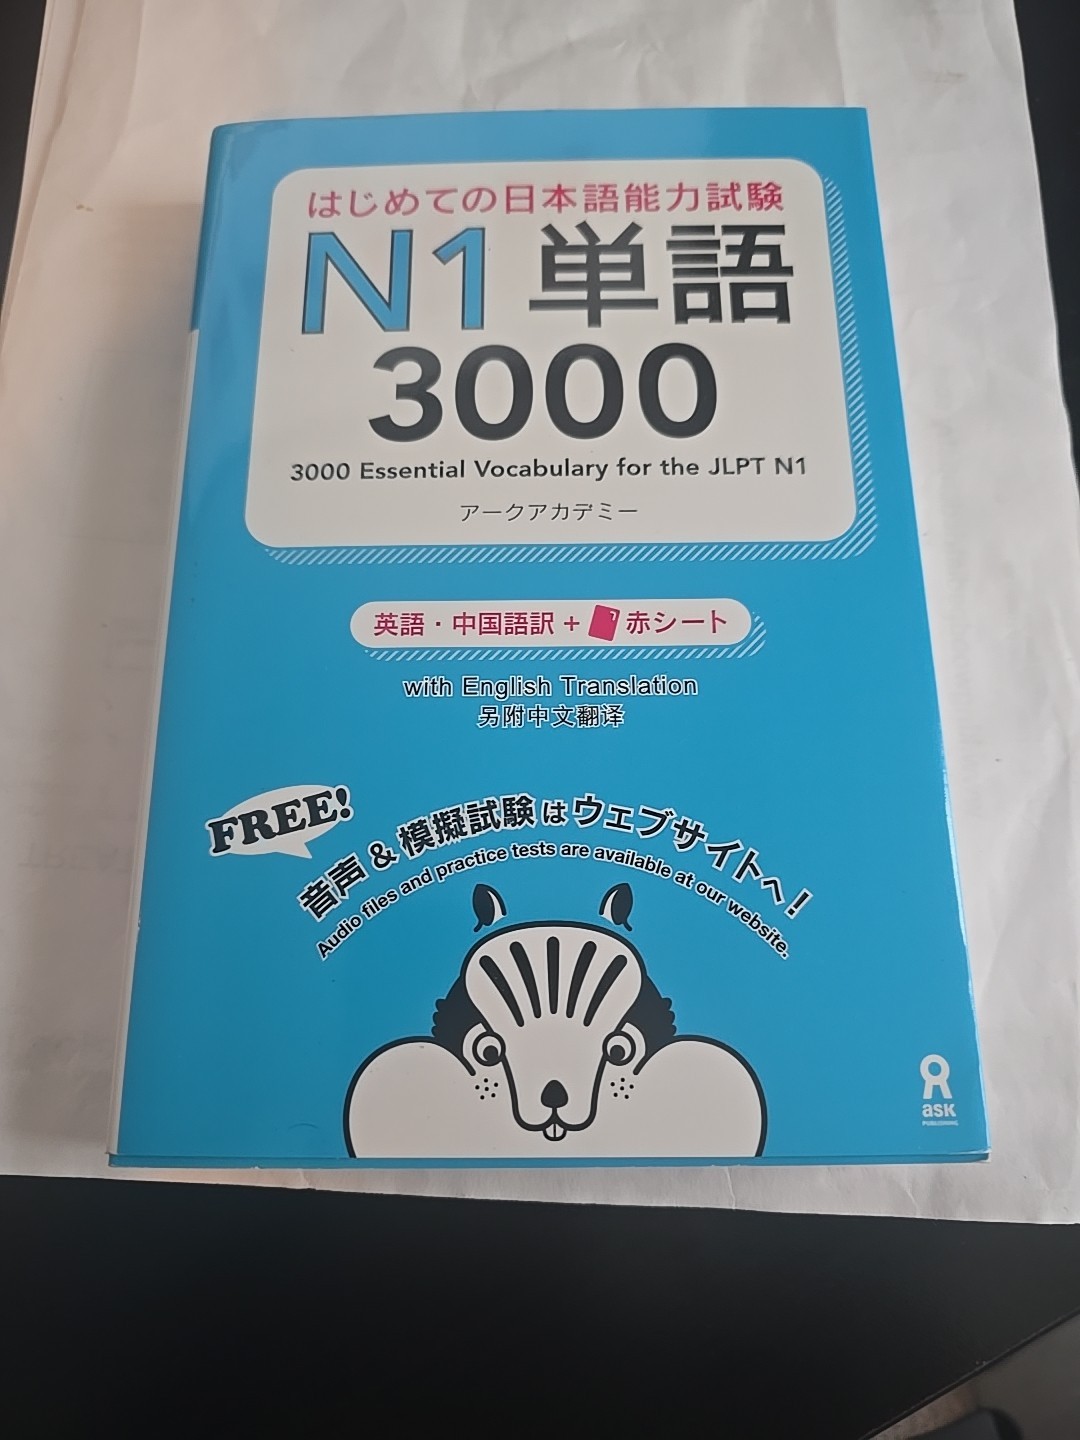 はじめての日本語能力試験
N1単語
3000
3000 Essential Vocabulary for the JLPT N1
アークアカデミー
英語・中国語訳+赤シート
with English Translation
另附中文翻译
FREE!
音声&模擬試験はウェブサイトへ!
Audio files and practice tests are available at our website.
ask
PUBLISHING